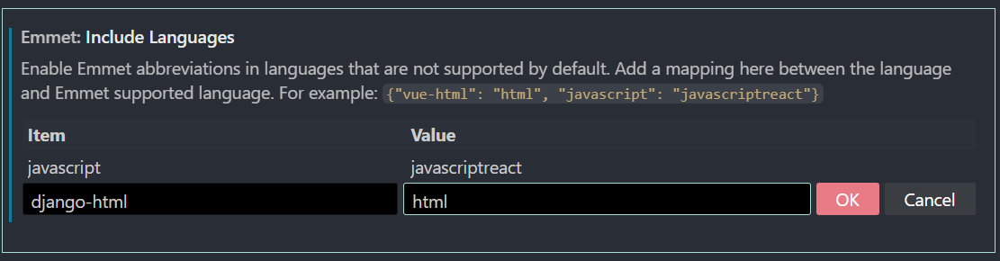 Emmet: Include Languages
Enable Emmet abbreviations in languages that are not supported by default. Add a mapping here between the language
and Emmet supported language. For example: {"vue-html": "html", "javascript": "javascriptreact"}
Item Value
javascript javascriptreact
django-html html OK Cancel